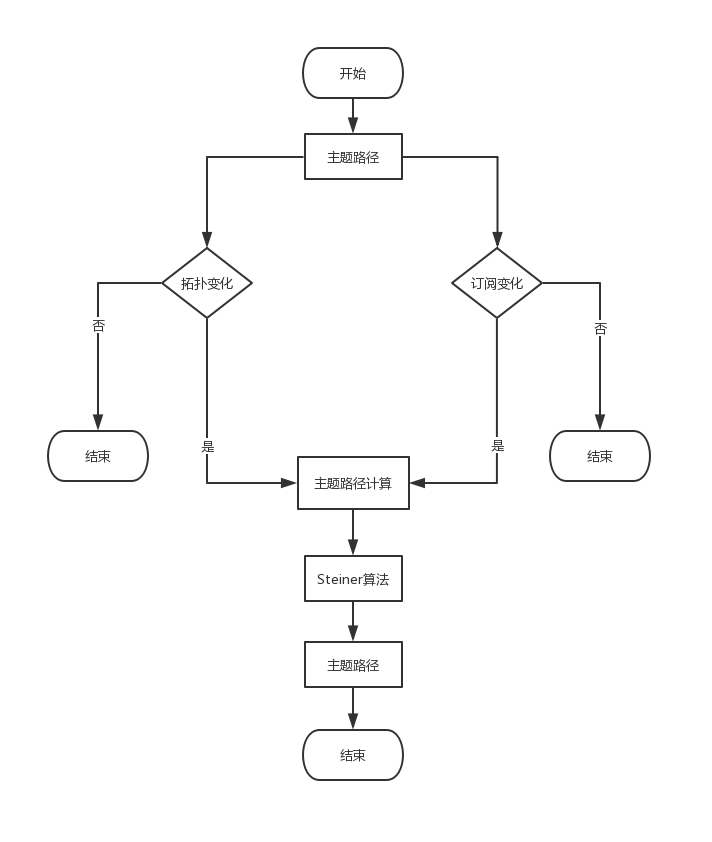 开始
主题路径
拓扑变化
订阅变化
否
否
是
是
结束
结束
主题路径计算
Steiner算法
主题路径
结束